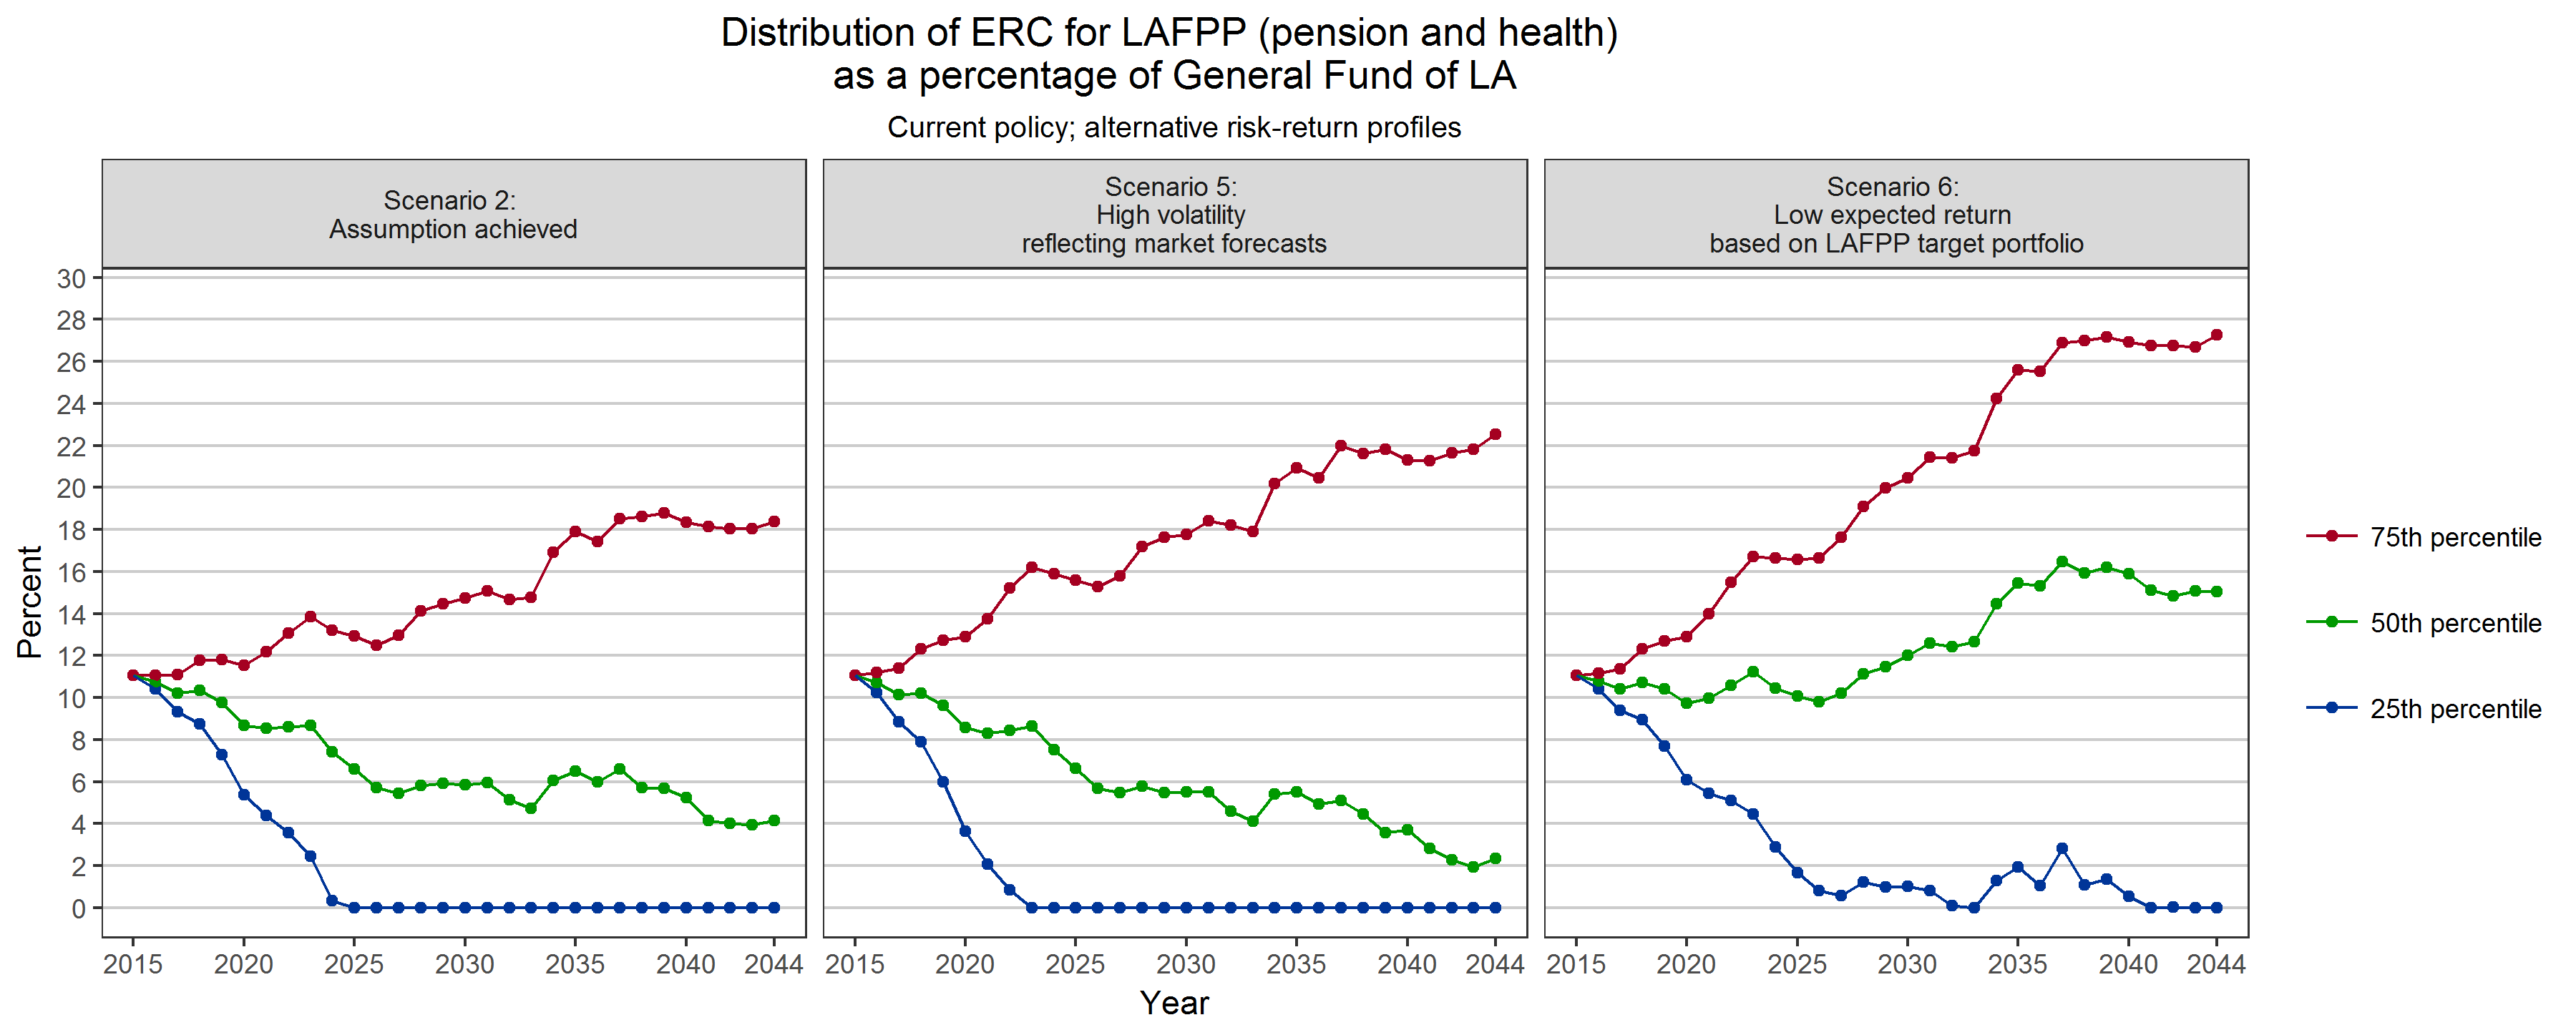 Distribution of ERC for LAFPP (pension and health)
as a percentage of General Fund of LA
Current policy; alternative risk-return profiles
Scenario 2:
Assumption achieved
Scenario 5:
High volatility
reflecting market forecasts
Scenario 6:
Low expected return
based on LAFPP target portfolio
30
28
26
24
22
20
18
16
14
12
10
8
6
4
2
0
Percent
2015 2020 2025 2030 2035 2040 2044
2015 2020 2025 2030 2035 2040 2044
2015 2020 2025 2030 2035 2040 2044
Year
75th percentile
50th percentile
25th percentile